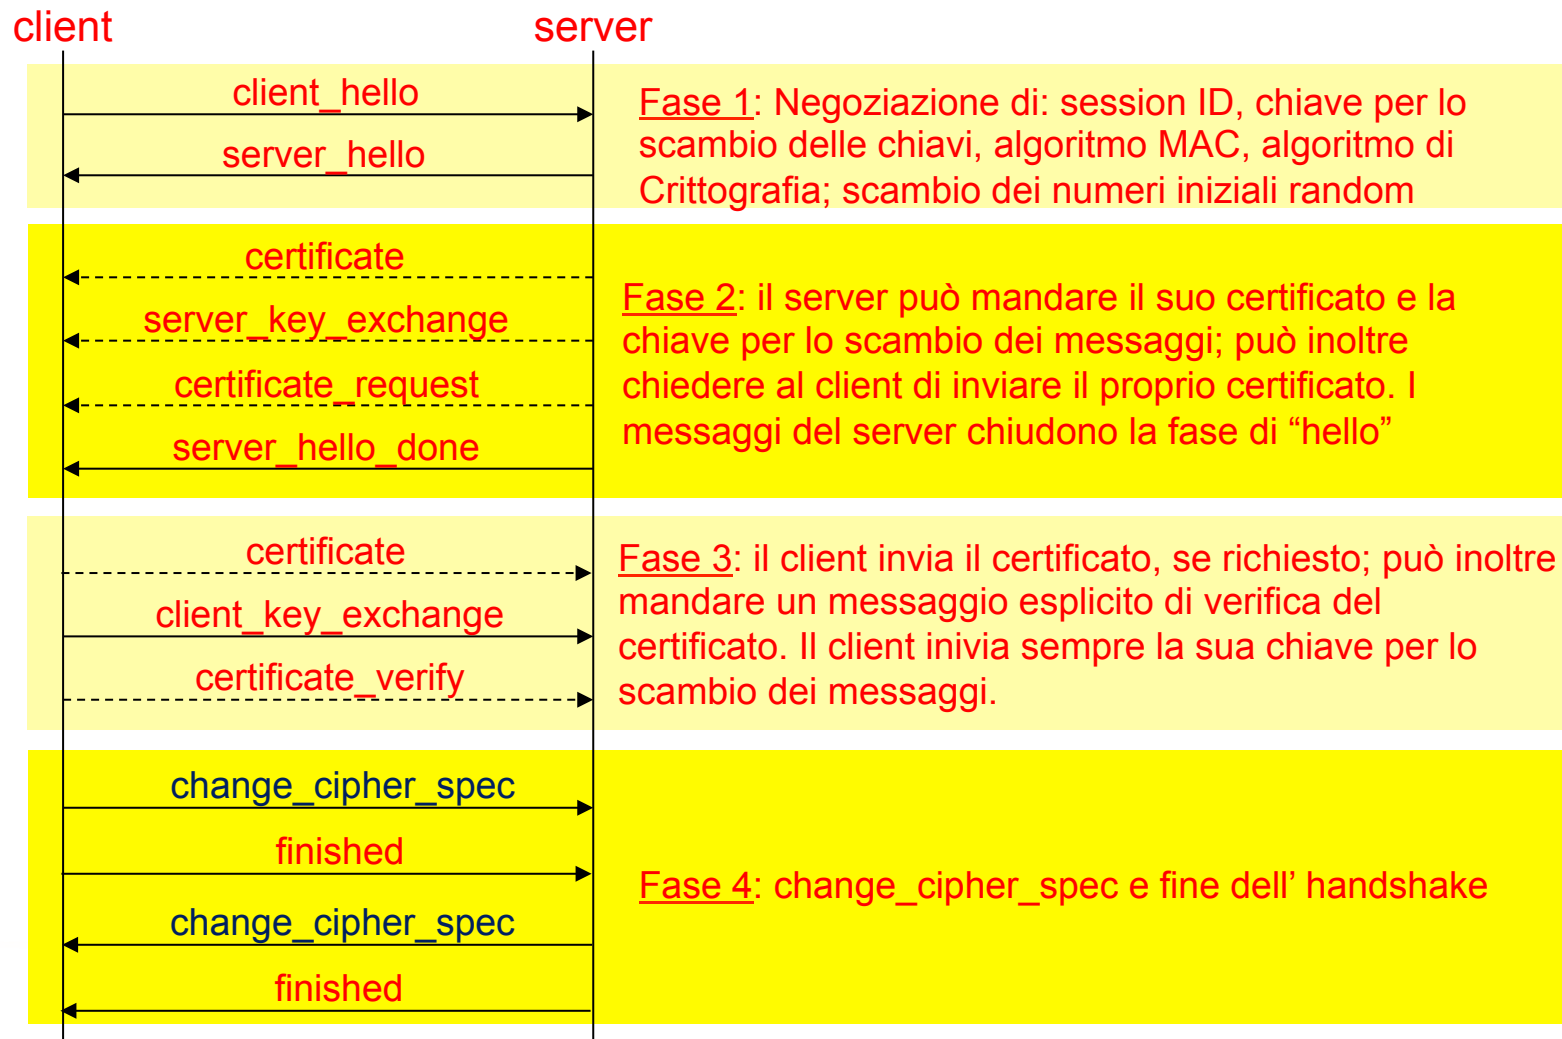 client
server
client_hello
server_hello
Fase 1: Negoziazione di: session ID, chiave per lo
scambio delle chiavi, algoritmo MAC, algoritmo di
Crittografia; scambio dei numeri iniziali random
certificate
server_key_exchange
certificate_request
server_hello_done
Fase 2: il server può mandare il suo certificato e la
chiave per lo scambio dei messaggi; può inoltre
chiedere al client di inviare il proprio certificato. I
messaggi del server chiudono la fase di “hello”
certificate
client_key_exchange
certificate_verify
Fase 3: il client invia il certificato, se richiesto; può inoltre
mandare un messaggio esplicito di verifica del
certificato. Il client inivia sempre la sua chiave per lo
scambio dei messaggi.
change_cipher_spec
finished
change_cipher_spec
finished
Fase 4: change_cipher_spec e fine dell’ handshake